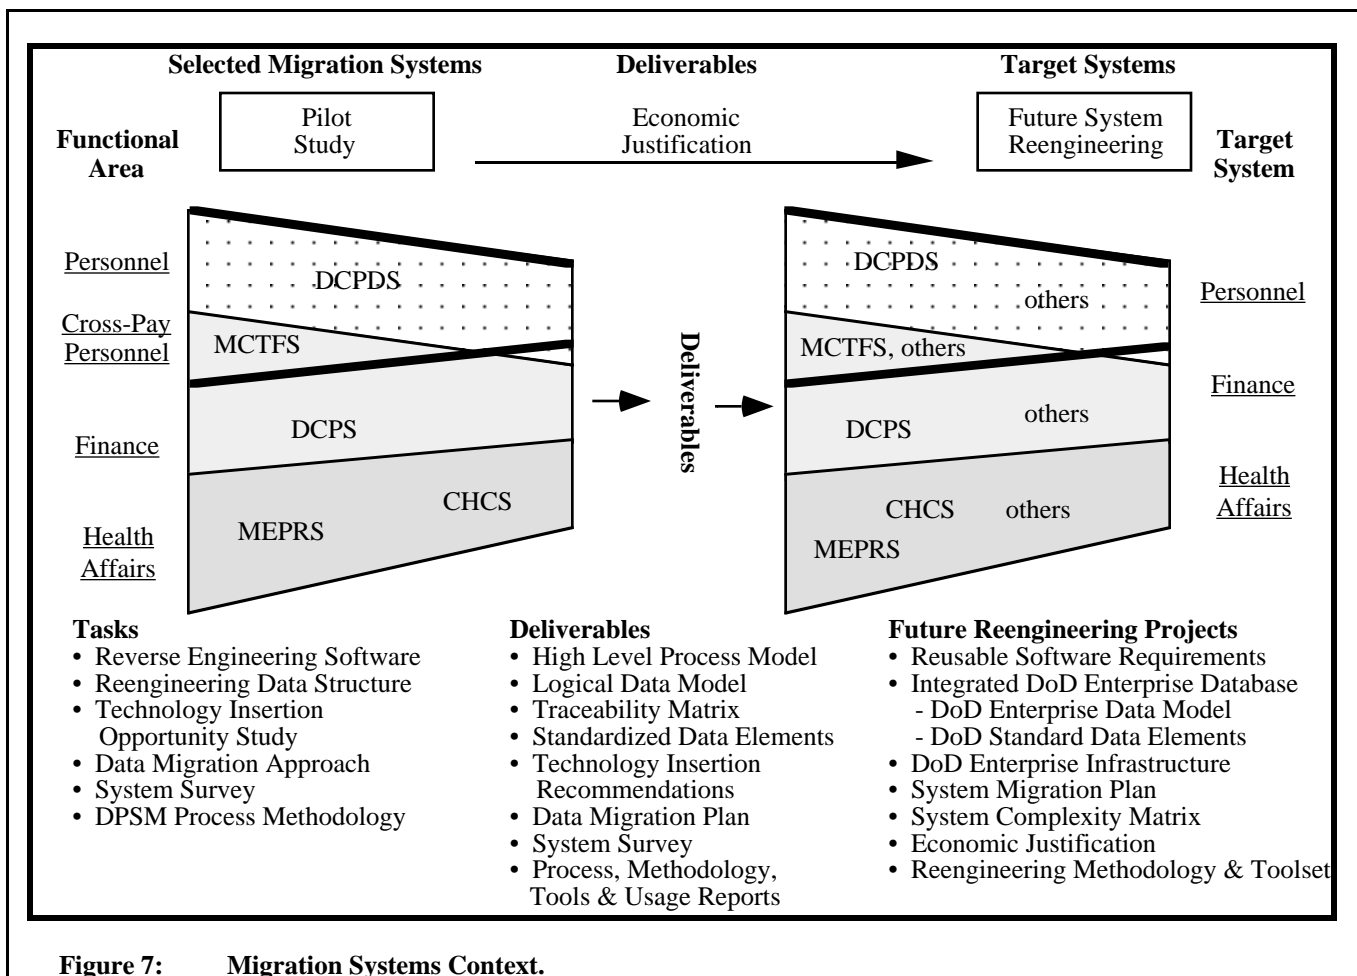 Selected Migration Systems
Deliverables
Target Systems
Pilot
Study
Economic
Justification
Future System
Reengineering
Functional
Area
Target
System
Personnel
Cross-Pay
Personnel
Finance
Health
Affairs
DCPDS
MCTFS
DCPS
CHCS
MEPRS
Deliverables
DCPDS
others
MCTFS, others
DCPS
others
CHCS
others
MEPRS
Personnel
Finance
Health
Affairs
Tasks
• Reverse Engineering Software
• Reengineering Data Structure
• Technology Insertion
Opportunity Study
• Data Migration Approach
• System Survey
• DPSM Process Methodology
Deliverables
• High Level Process Model
• Logical Data Model
• Traceability Matrix
• Standardized Data Elements
• Technology Insertion
Recommendations
• Data Migration Plan
• System Survey
• Process, Methodology,
Tools & Usage Reports
Future Reengineering Projects
• Reusable Software Requirements
• Integrated DoD Enterprise Database
- DoD Enterprise Data Model
- DoD Standard Data Elements
• DoD Enterprise Infrastructure
• System Migration Plan
• System Complexity Matrix
• Economic Justification
• Reengineering Methodology & Toolset
Figure 7: Migration Systems Context.